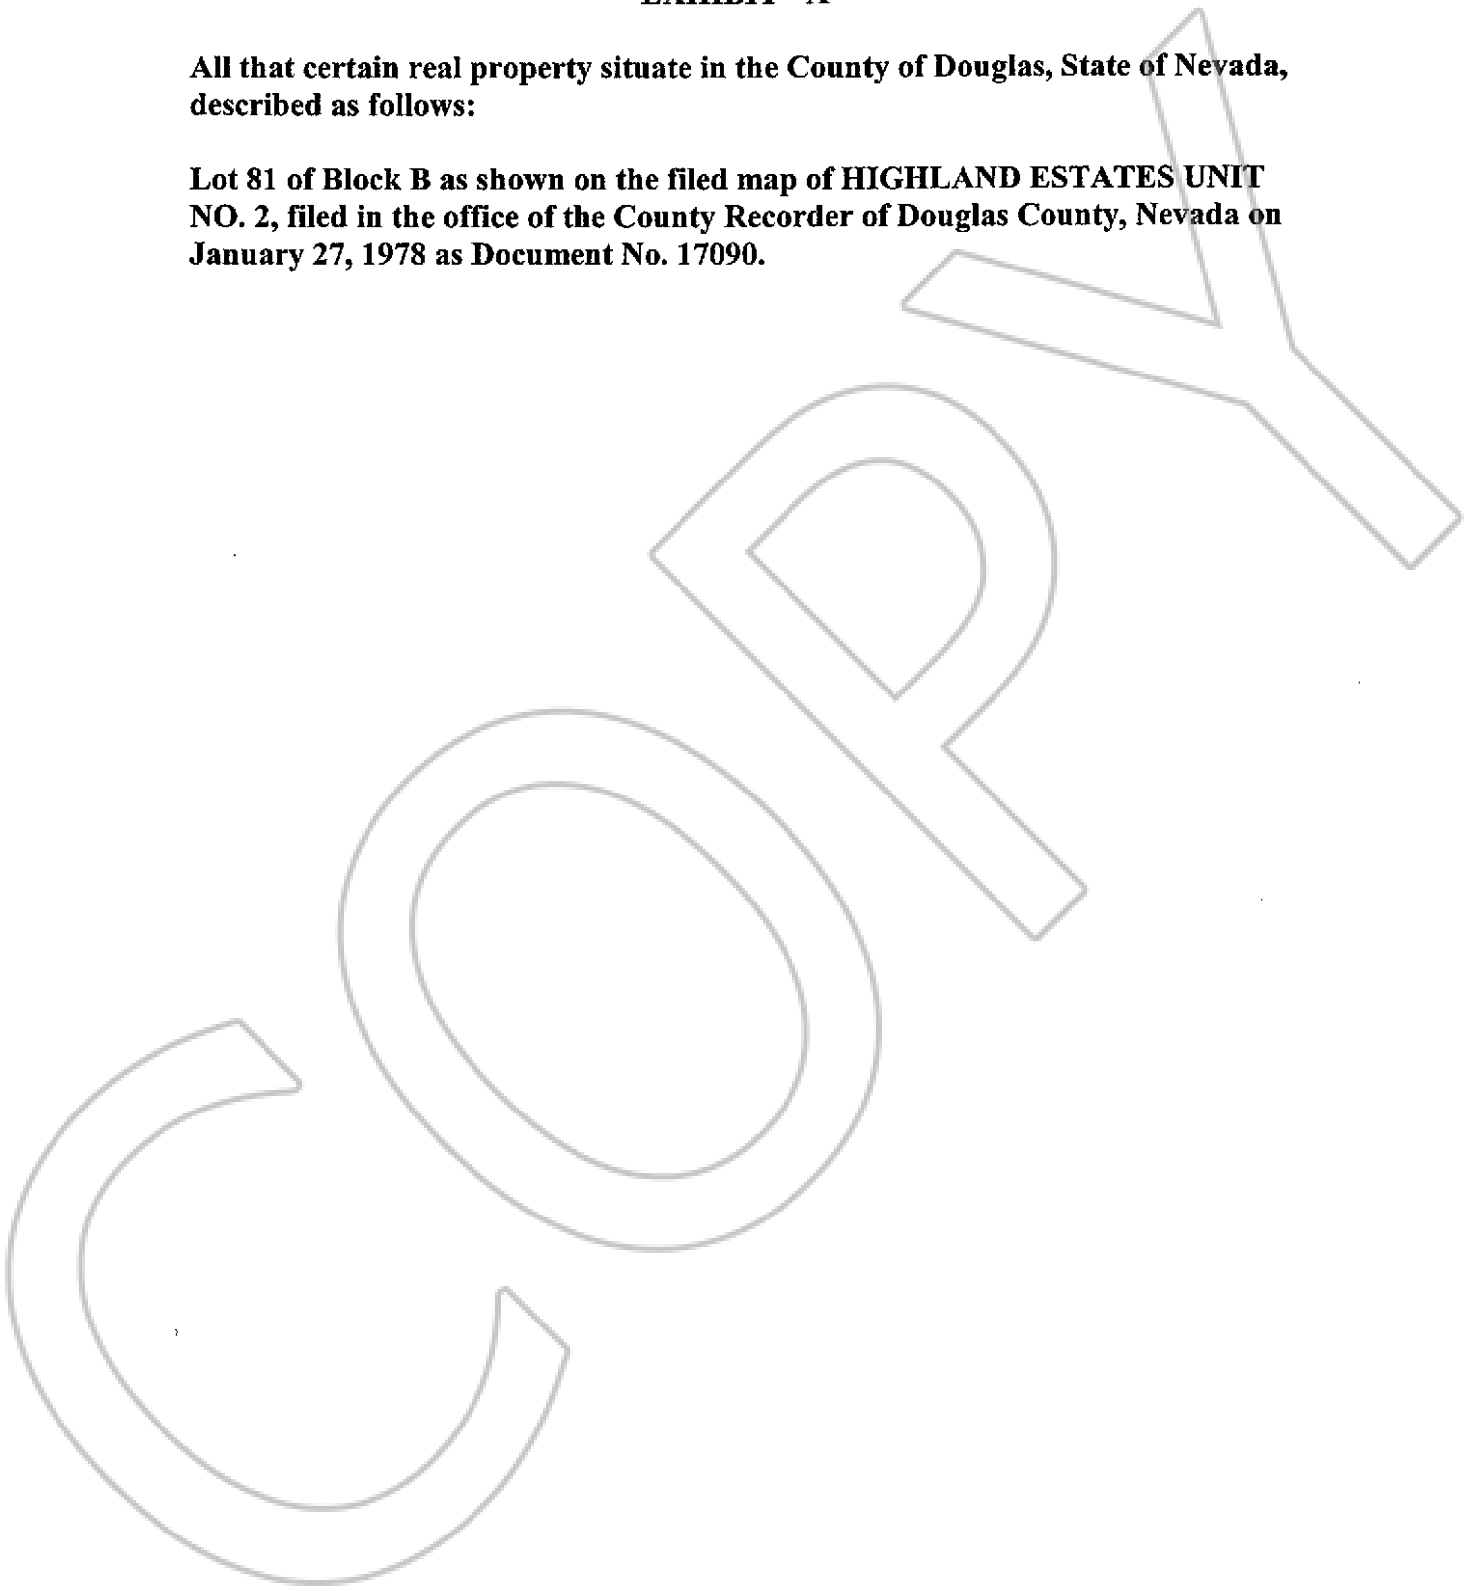 EXHIBIT "A"
All that certain real property situate in the County of Douglas, State of Nevada,
described as follows:
Lot 81 of Block B as shown on the filed map of HIGHLAND ESTATES UNIT
NO. 2, filed in the office of the County Recorder of Douglas County, Nevada on
January 27, 1978 as Document No. 17090.
COPY